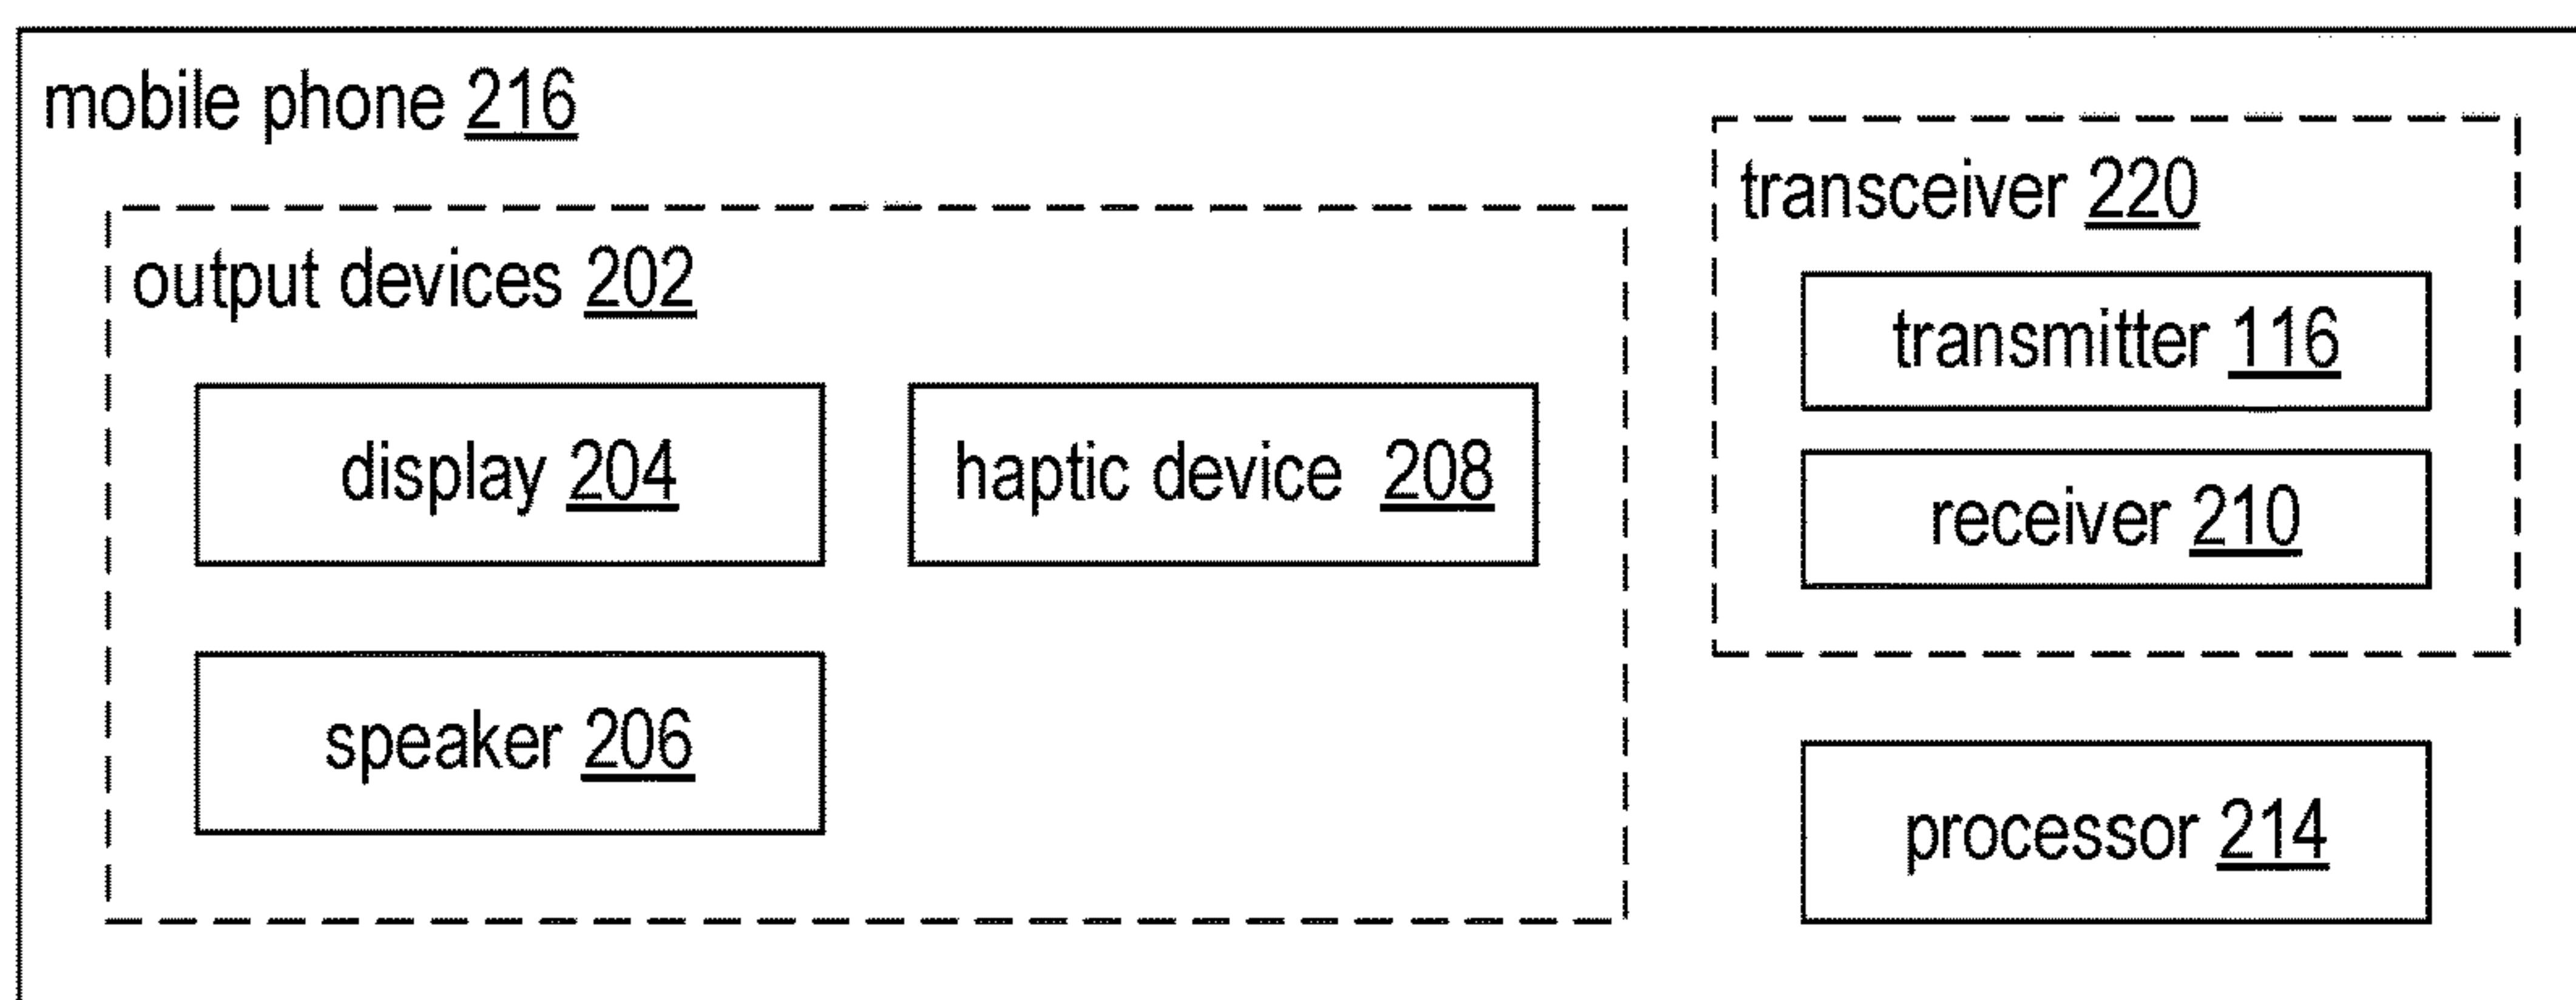 mobile phone 216
output devices 202
display 204
haptic device 208
speaker 206
transceiver 220
transmitter 116
receiver 210
processor 214